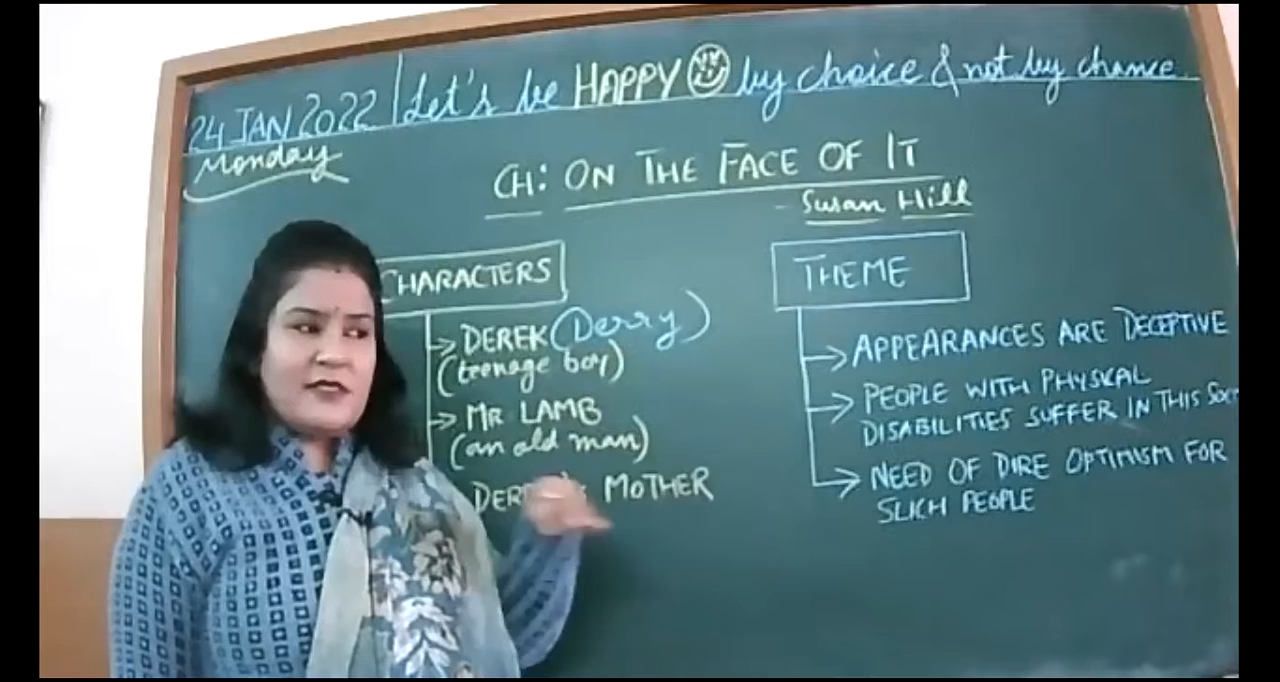 24 JAN 2022 Let's be HAPPY by choice & not by chance
Monday
CH: ON THE FACE OF IT
- Susan Hill
CHARACTERS
DEREK (Derry)
(teenage boy)
MR LAMB
(an old man)
MOTHER
THEME
APPEARANCES ARE DECEPTIVE
PEOPLE WITH PHYSICAL
DISABILITIES SUFFER IN THIS
NEED OF DIRE OPTIMISM FOR
SUCH PEOPLE